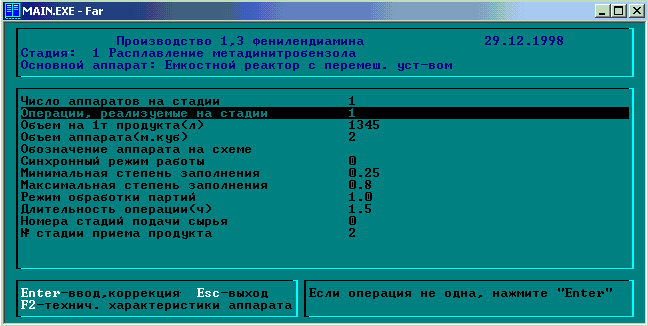 MAIN.EXE - Far
Производство 1,3 фенилендиамина 29.12.1998
Стадия: 1 Расплавление метадинитробензола
Основной аппарат: Емкостной реактор с перемеш. уст-вом
Число аппаратов на стадии 1
Операции, реализуемые на стадии 1
Объем на 1т продукта(л) 1345
Объем аппарата(м.куб) 2
Обозначение аппарата на схеме
Синхронный режим работы 0
Минимальная степень заполнения 0.25
Максимальная степень заполнения 0.8
Режим обработки партий 1.0
Длительность операции(ч) 1.5
Номера стадий подачи сырья 0
№ стадии приема продукта 2
Enter-ввод,коррекция Esc-выход
F2-технич. характеристики аппарата
Если операция не одна, нажмите "Enter"